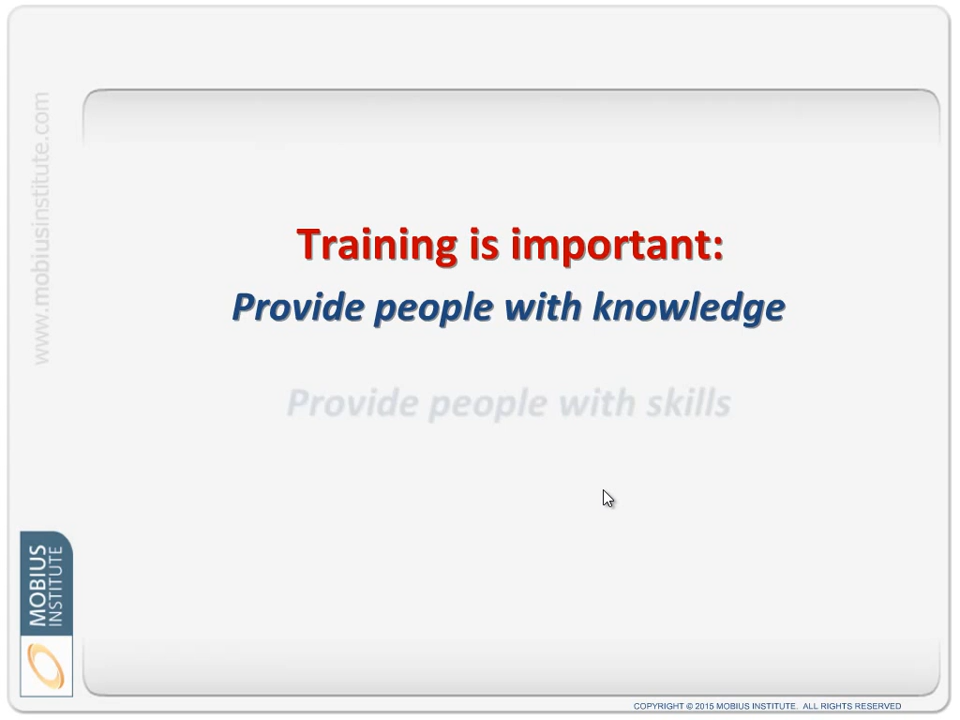 www.mobiusinstitute.com
Training is important:
Provide people with knowledge
Provide people with skills
MOBIUS
INSTITUTE
COPYRIGHT © 2015 MOBIUS INSTITUTE. ALL RIGHTS RESERVED